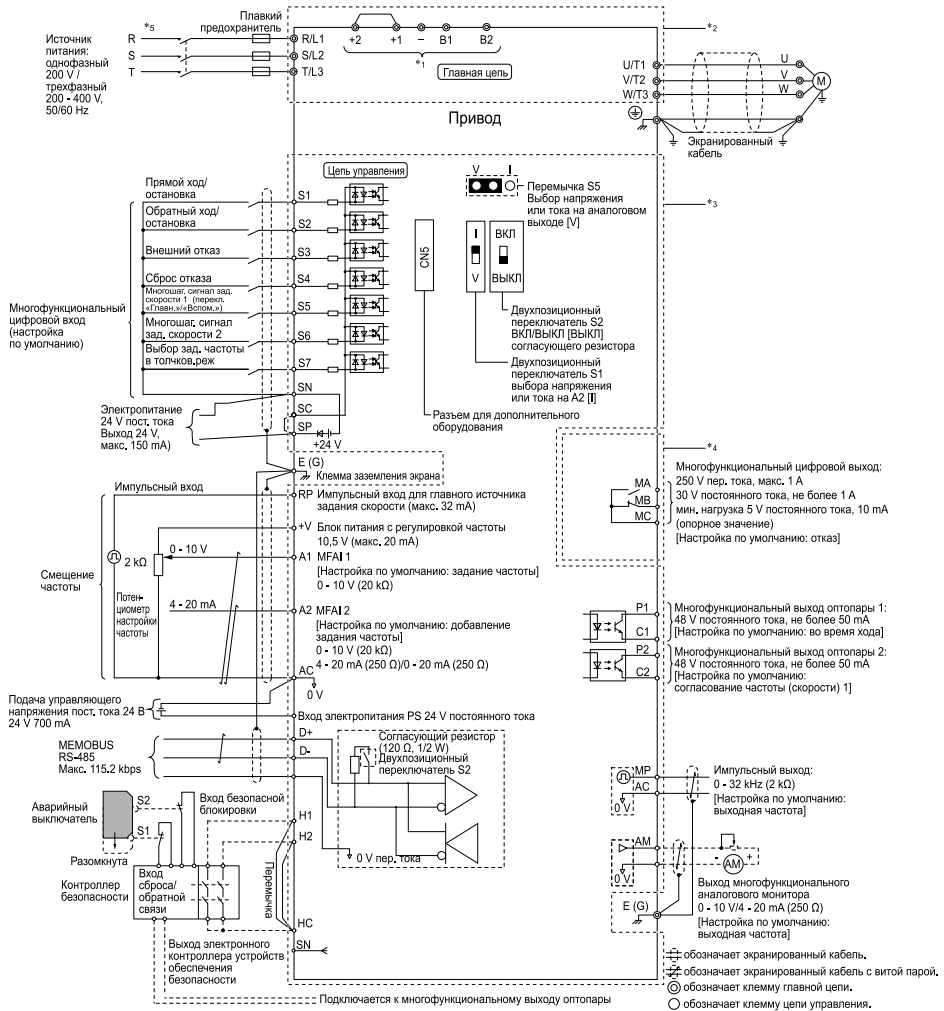 *5
Плавкий
предохранитель
Источник
питания:
однофазный
200 V /
трехфазный
200 - 400 V,
50/60 Hz
R
S
T
R/L1
S/L2
T/L3
+2
+1
–
B1
B2
*1
Главная цепь
*2
U/T1
V/T2
W/T3
U
V
W
M
Привод
Экранированный
кабель
Цепь управления
V I
Перемычка S5
Выбор напряжения
или тока на аналоговом
выходе [V]
*3
Прямой ход/
остановка
S1
Обратный ход/
остановка
S2
Внешний отказ
S3
Сброс отказа
S4
Многошаг. сигнал зад.
скорости 1 (перекл.
«Главн.»/«Вспом.»)
S5
Многошаг. сигнал
зад. скорости 2
S6
Выбор зад. частоты
в толчков.реж
S7
Многофункциональный
цифровой вход
(настройка
по умолчанию)
CN5
I
V
ВКЛ
ВЫКЛ
Двухпозиционный
переключатель S2
ВКЛ/ВЫКЛ [ВЫКЛ]
согласующего резистора
Двухпозиционный
переключатель S1
выбора напряжения
или тока на A2 [I]
Разъем для дополнительного
оборудования
SN
SC
SP
+24 V
Электропитание
24 V пост. тока
Выход 24 V,
макс. 150 mA)
E (G)
Клемма заземления экрана
*4
MA
MB
MC
Многофункциональный цифровой выход:
250 V пер. тока, макс. 1 A
30 V постоянного тока, не более 1 A
мин. нагрузка 5 V постоянного тока, 10 mA
(опорное значение)
[Настройка по умолчанию: отказ]
Импульсный вход
RP
Импульсный вход для главного источника
задания скорости (макс. 32 mA)
+V
Блок питания с регулировкой частоты
10,5 V (макс. 20 mA)
2 kΩ
0 - 10 V
A1
MFAI 1
[Настройка по умолчанию: задание частоты]
0 - 10 V (20 kΩ)
Смещение
частоты
Потен-
циометр
настройки
частоты
4 - 20 mA
A2
MFAI 2
[Настройка по умолчанию: добавление
задания частоты]
0 - 10 V (20 kΩ)
4 - 20 mA (250 Ω)/0 - 20 mA (250 Ω)
AC
0 V
P1
C1
Многофункциональный выход оптопары 1:
48 V постоянного тока, не более 50 mA
[Настройка по умолчанию: во время хода]
P2
C2
Многофункциональный выход оптопары 2:
48 V постоянного тока, не более 50 mA
[Настройка по умолчанию:
согласование частоты (скорости) 1]
Подача управляющего
напряжения пост. тока 24 В
24 V 700 mA
Вход электропитания PS 24 V постоянного тока
MEMOBUS
RS-485
Макс. 115.2 kbps
D+
D-
Согласующий резистор
(120 Ω, 1/2 W)
Двухпозиционный
переключатель S2
0 V пер. тока
MP
AC
0 V
Импульсный выход:
0 - 32 kHz (2 kΩ)
[Настройка по умолчанию:
выходная частота]
AM
0 V
- AM +
Выход многофункционального
аналогового монитора
0 - 10 V/4 - 20 mA (250 Ω)
[Настройка по умолчанию:
выходная частота]
E (G)
Аварийный
выключатель
S2
S1
Разомкнута
Вход безопасной
блокировки
H1
H2
Перемычка
HC
SN
Контроллер
безопасности
Вход
сброса/
обратной
связи
Выход электронного
контроллера устройств
обеспечения
безопасности
Подключается к многофункциональному выходу оптопары
обозначает экранированный кабель.
обозначает экранированный кабель с витой парой.
обозначает клемму главной цепи.
обозначает клемму цепи управления.